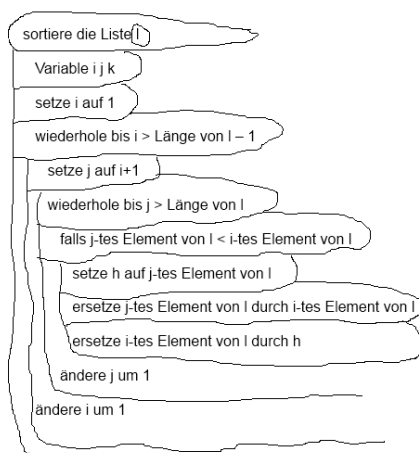 sortiere die Liste l
Variable i j k
setze i auf 1
wiederhole bis i > Länge von l – 1
setze j auf i+1
wiederhole bis j > Länge von l
falls j-tes Element von l < i-tes Element von l
setze h auf j-tes Element von l
ersetze j-tes Element von l durch i-tes Element von l
ersetze i-tes Element von l durch h
ändere j um 1
ändere i um 1